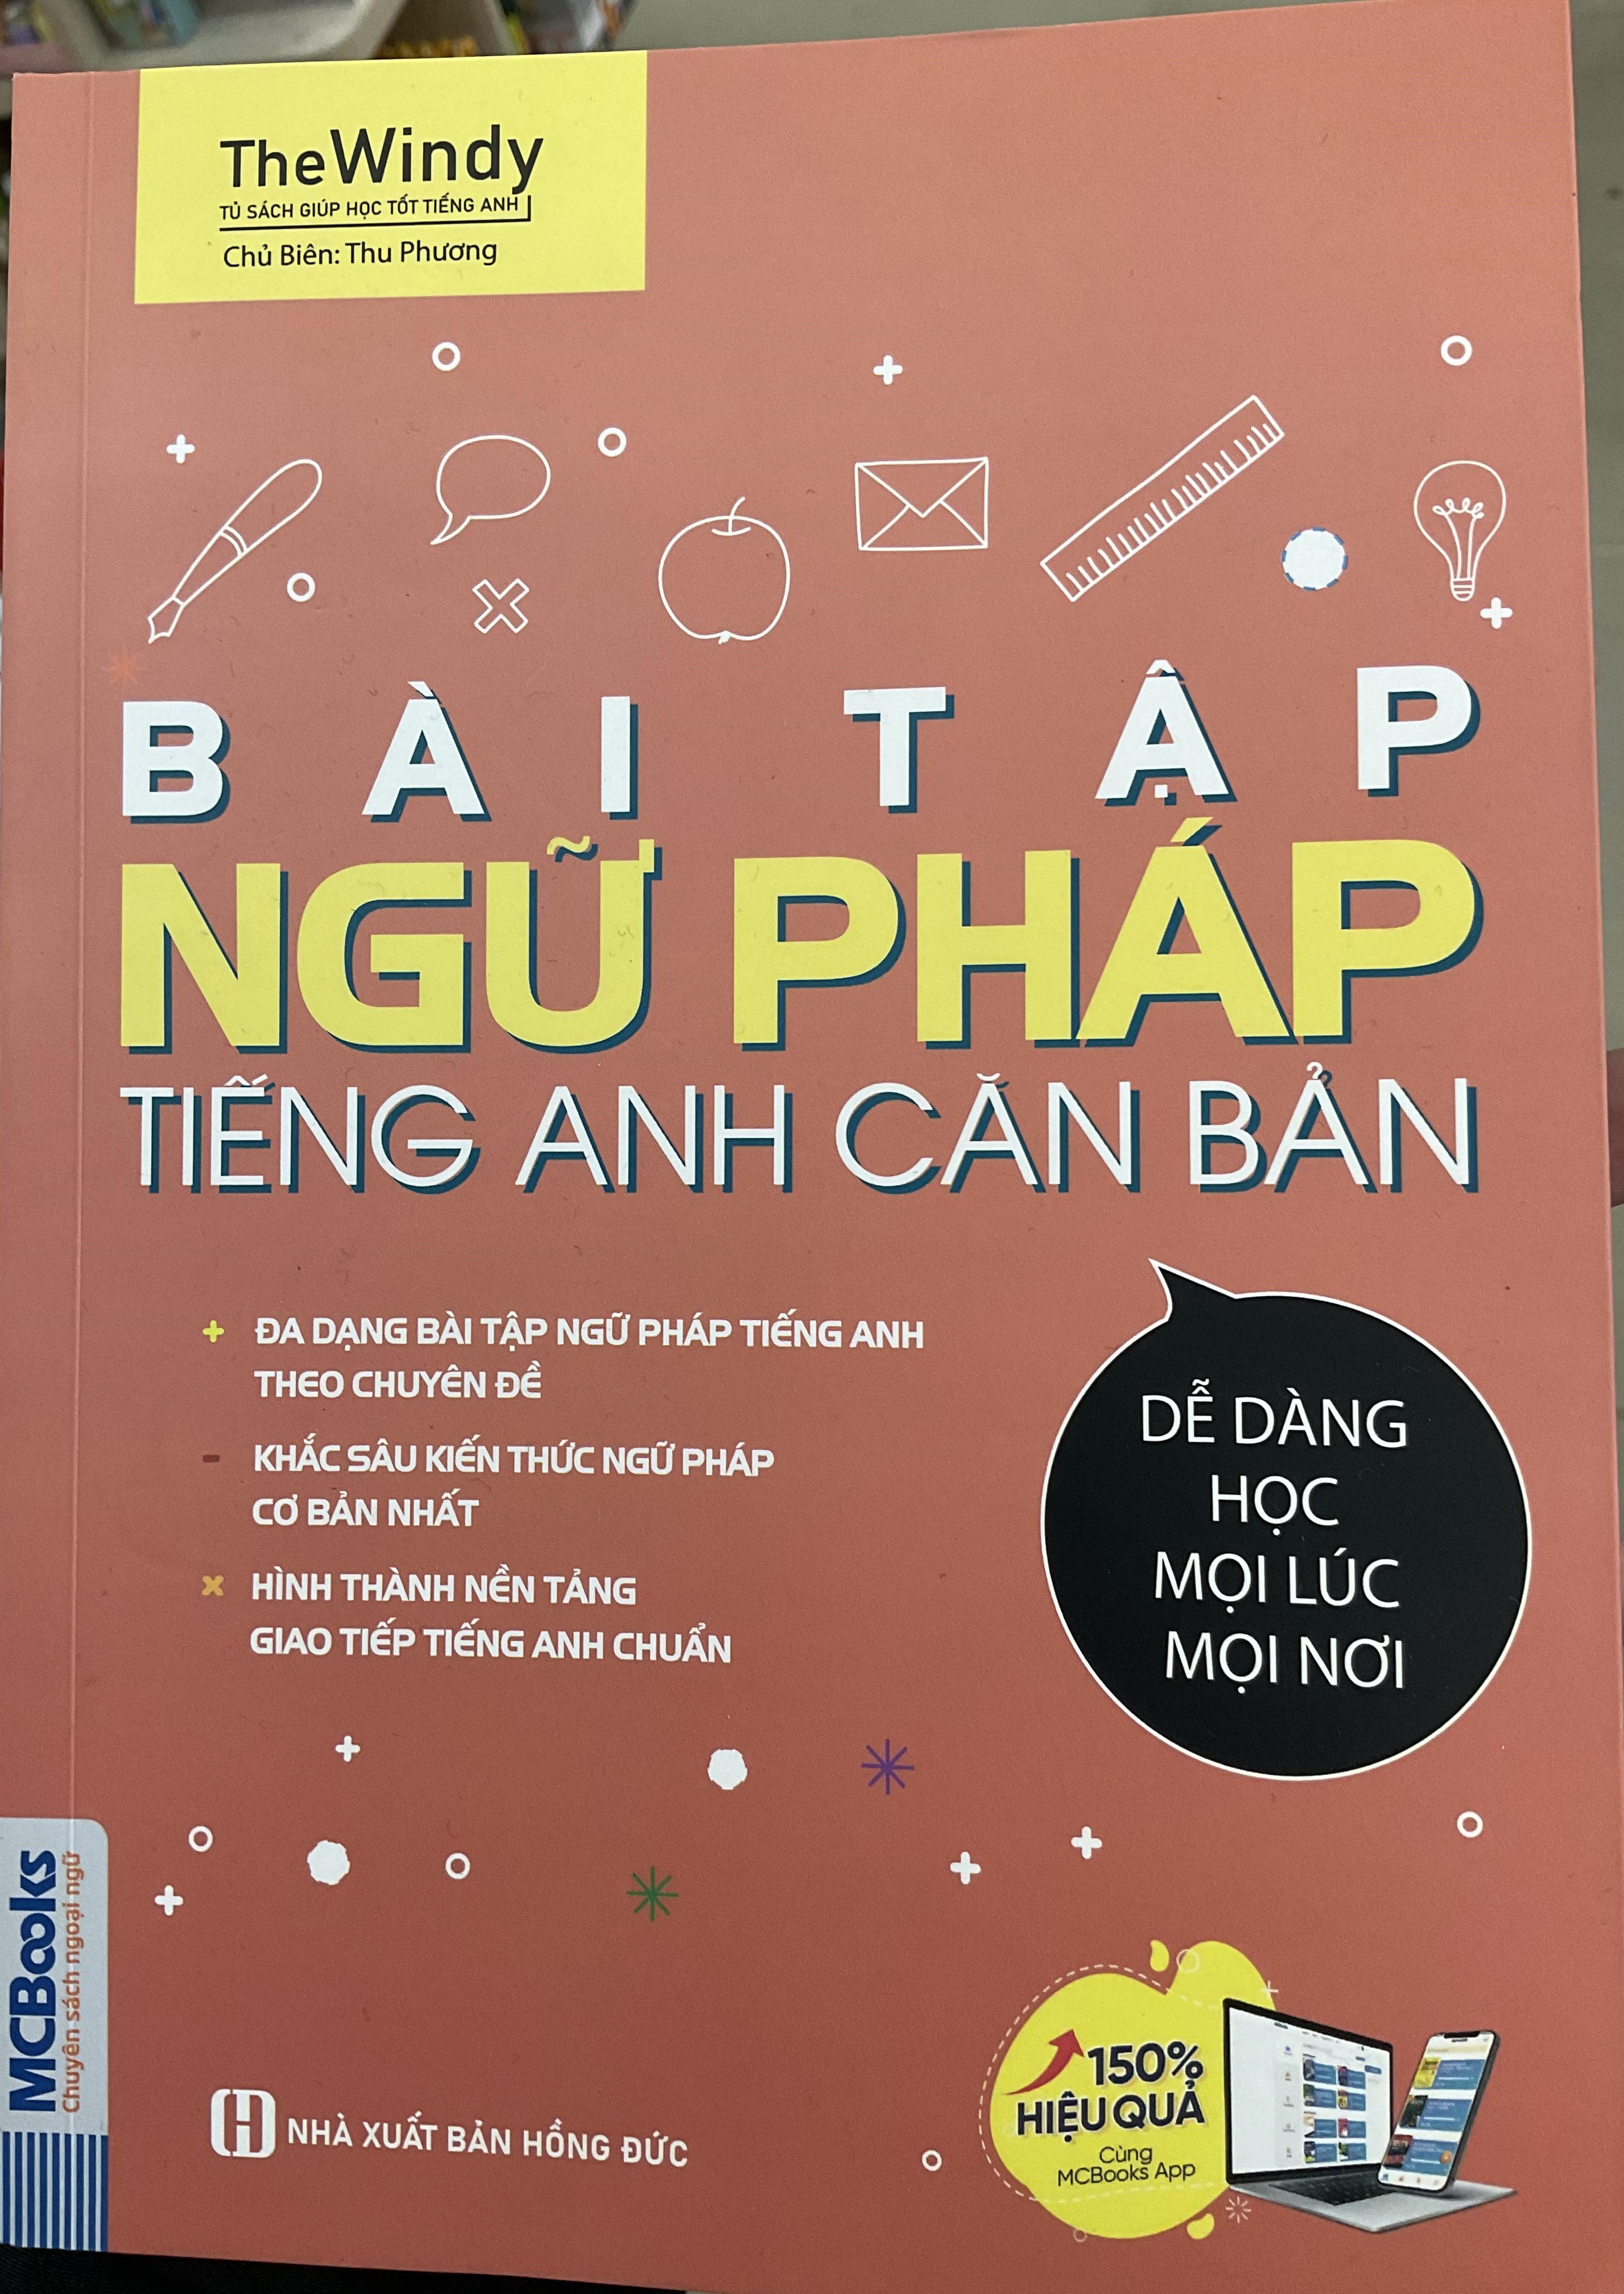 TheWindy
TỦ SÁCH GIÚP HỌC TỐT TIẾNG ANH
Chủ Biên: Thu Phương
BÀI TẬP
NGỮ PHÁP
TIẾNG ANH CĂN BẢN
+ ĐA DẠNG BÀI TẬP NGỮ PHÁP TIẾNG ANH
THEO CHUYÊN ĐỀ
- KHẮC SÂU KIẾN THỨC NGỮ PHÁP
CƠ BẢN NHẤT
× HÌNH THÀNH NỀN TẢNG
GIAO TIẾP TIẾNG ANH CHUẨN
DỄ DÀNG
HỌC
MỌI LÚC
MỌI NƠI
MCBooks
Chuyên sách ngoại ngữ
NHÀ XUẤT BẢN HỒNG ĐỨC
150%
HIỆU QUẢ
Cùng
MCBooks App